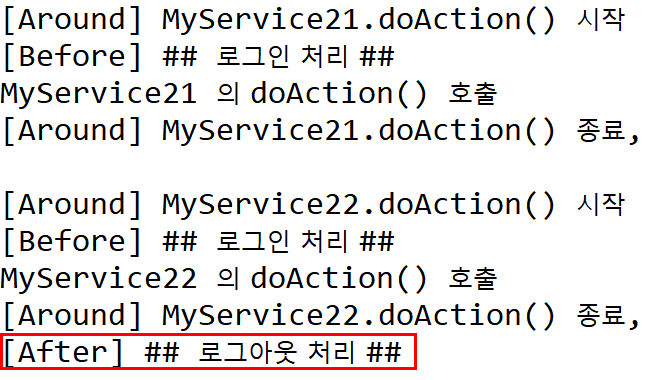 [Around] MyService21.doAction() 시작
[Before] ## 로그인 처리 ##
MyService21 의 doAction() 호출
[Around] MyService21.doAction() 종료,
[Around] MyService22.doAction() 시작
[Before] ## 로그인 처리 ##
MyService22 의 doAction() 호출
[Around] MyService22.doAction() 종료,
[After] ## 로그아웃 처리 ##